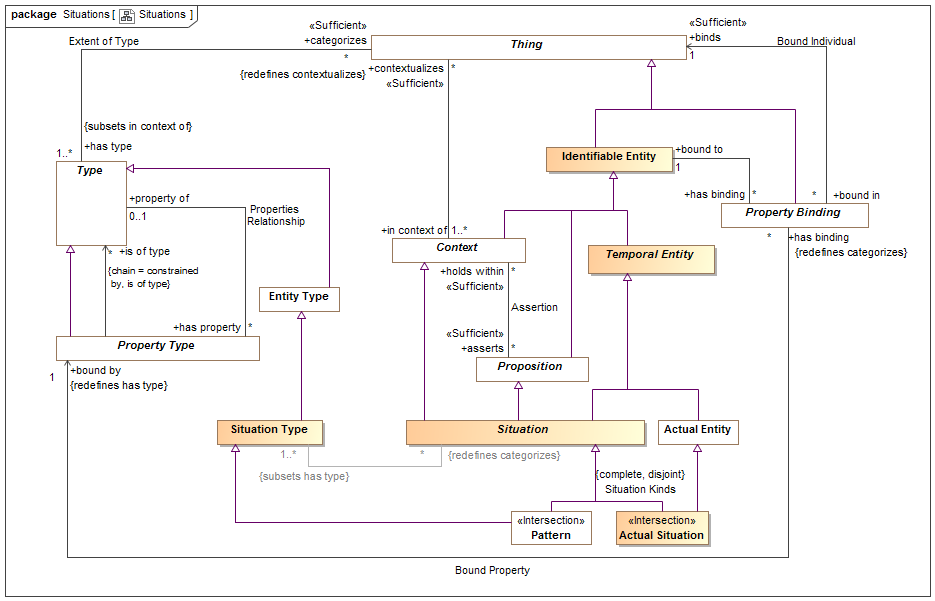 package Situations [ Situations ]
«Sufficient»
+categorizes
*
{redefines contextualizes}
Extent of Type
Thing
«Sufficient»
+binds
1
Bound Individual
+contextualizes *
«Sufficient»
{subsets in context of}
+has type
1..*
Type
Identifiable Entity
+bound to
1
+has binding *
* +bound in
Property Binding
* +has binding
{redefines categorizes}
+property of
0..1
Properties
Relationship
+in context of 1..*
Context
Temporal Entity
* +is of type
{chain = constrained
by, is of type}
+holds within *
«Sufficient»
Assertion
Entity Type
+has property *
Property Type
«Sufficient»
+asserts *
Proposition
1
+bound by
{redefines has type}
Situation Type
Situation
Actual Entity
1..*
*
{redefines categorizes}
{subsets has type}
{complete, disjoint}
Situation Kinds
«Intersection»
Pattern
«Intersection»
Actual Situation
Bound Property